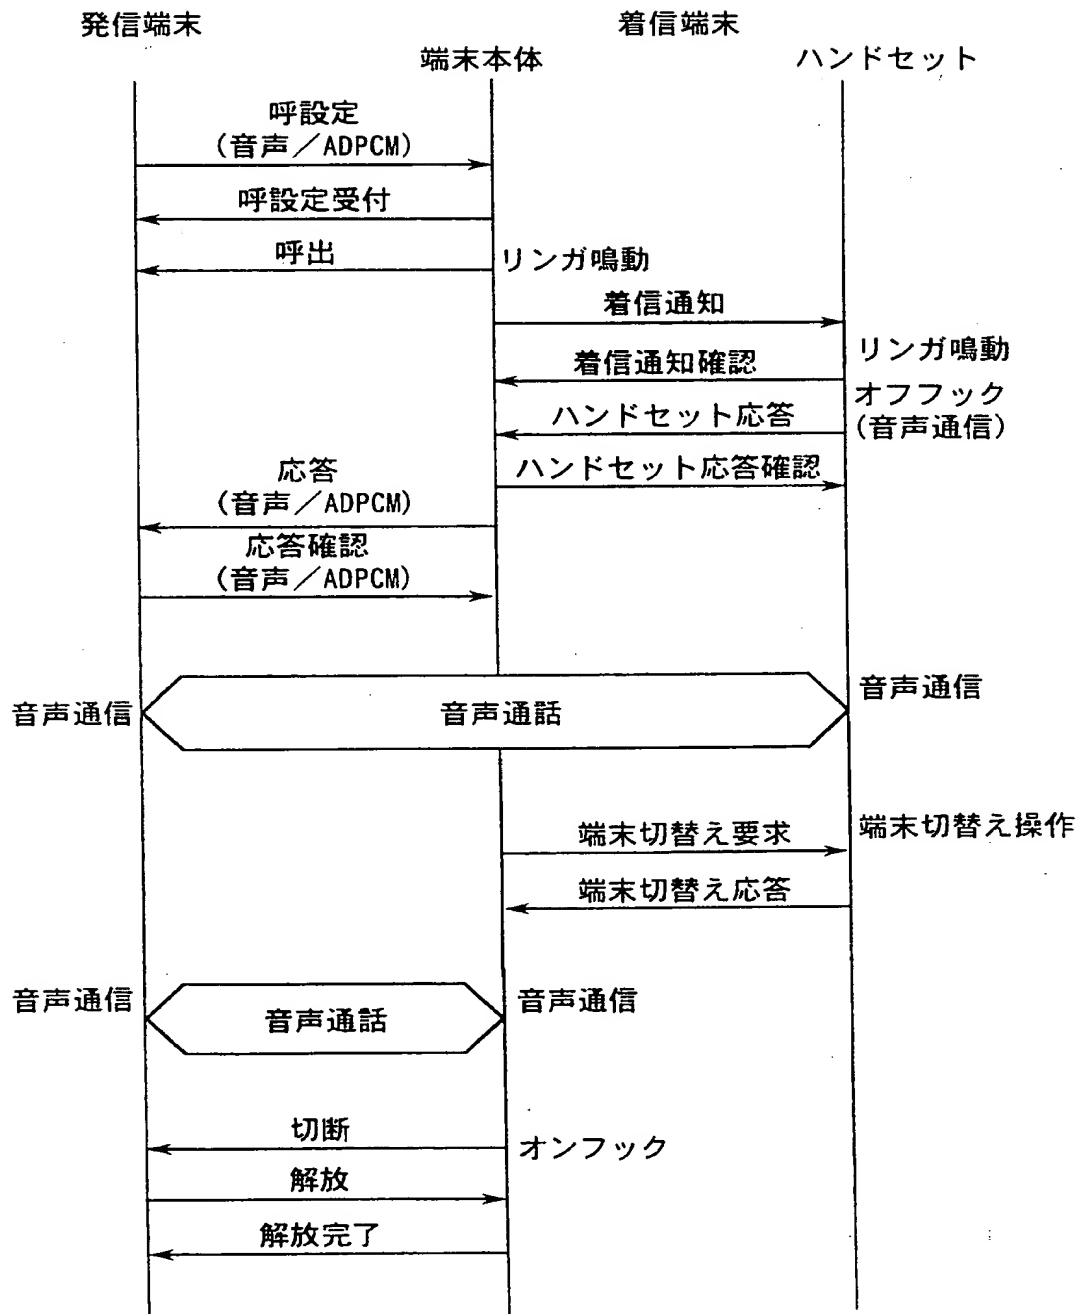 発信端末
着信端末
端末本体
ハンドセット
呼設定
(音声／ADPCM)
呼設定受付
呼出
リンガ鳴動
着信通知
リンガ鳴動
着信通知確認
オフフック
(音声通信)
ハンドセット応答
ハンドセット応答確認
応答
(音声／ADPCM)
応答確認
(音声／ADPCM)
音声通信
音声通話
音声通信
端末切替え操作
端末切替え要求
端末切替え応答
音声通信
音声通話
音声通信
切断
オンフック
解放
解放完了